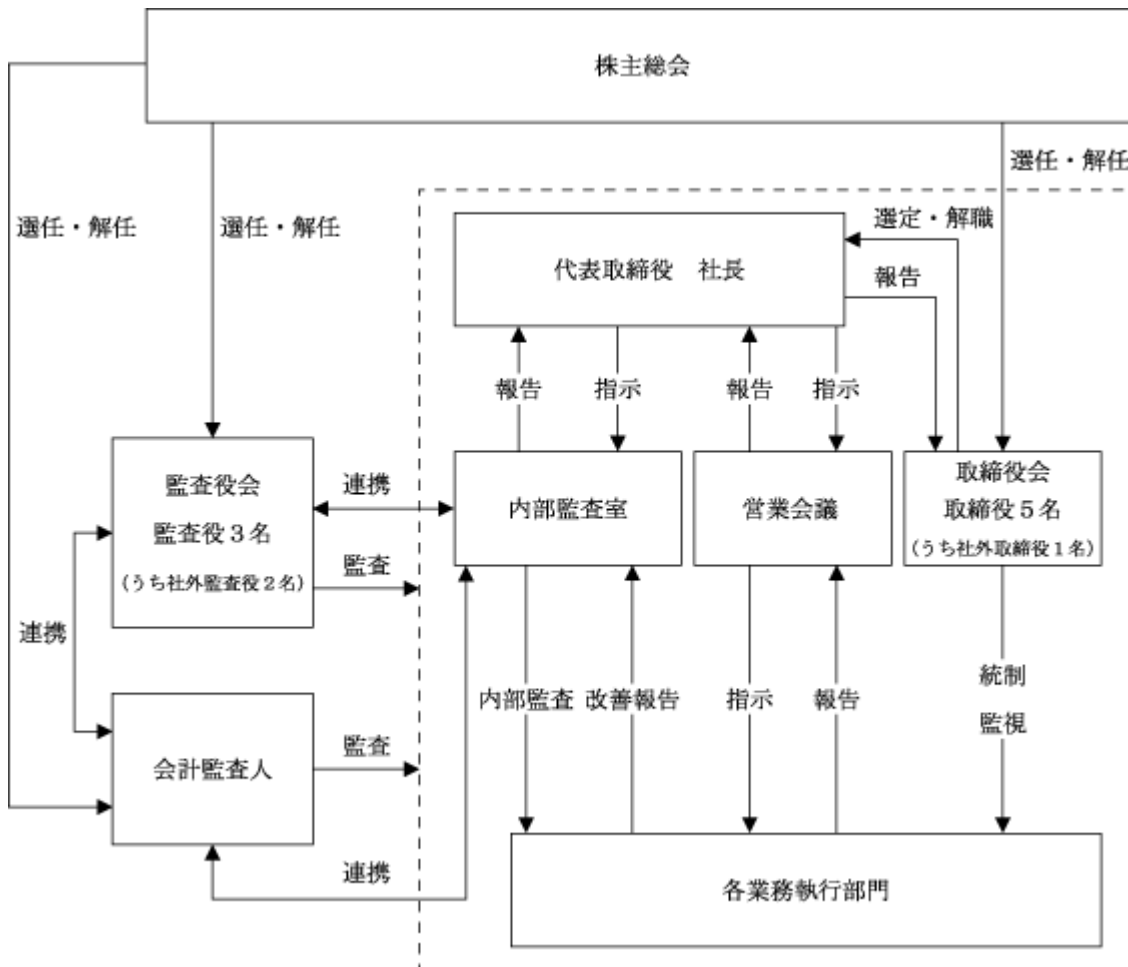 株主総会
選任・解任
選任・解任
選任・解任
選定・解職
代表取締役　社長
報告
報告
指示
報告
指示
監査役会
監査役３名
（うち社外監査役２名）
連携
内部監査室
営業会議
取締役会
取締役５名
（うち社外取締役１名）
監査
連携
内部監査
改善報告
指示
報告
統制
監視
会計監査人
監査
連携
各業務執行部門